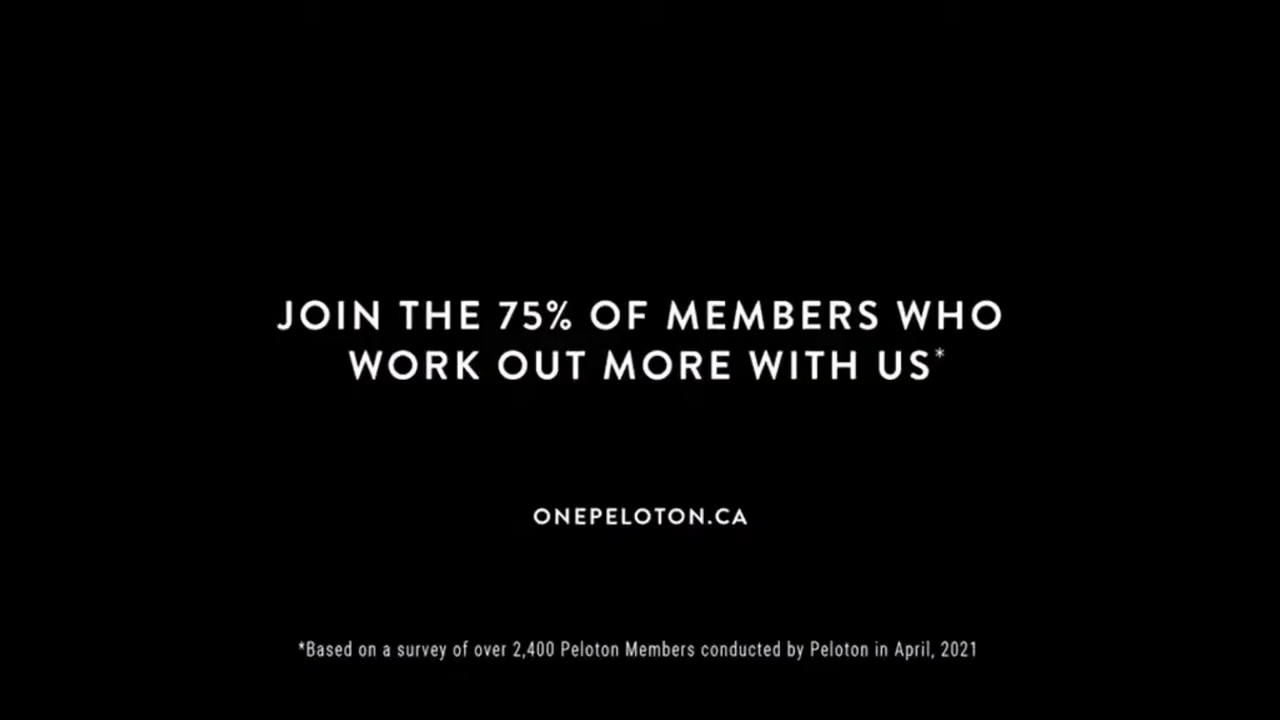 JOIN THE 75% OF MEMBERS WHO
WORK OUT MORE WITH US*
ONEPELOTON.CA
*Based on a survey of over 2,400 Peloton Members conducted by Peloton in April, 2021